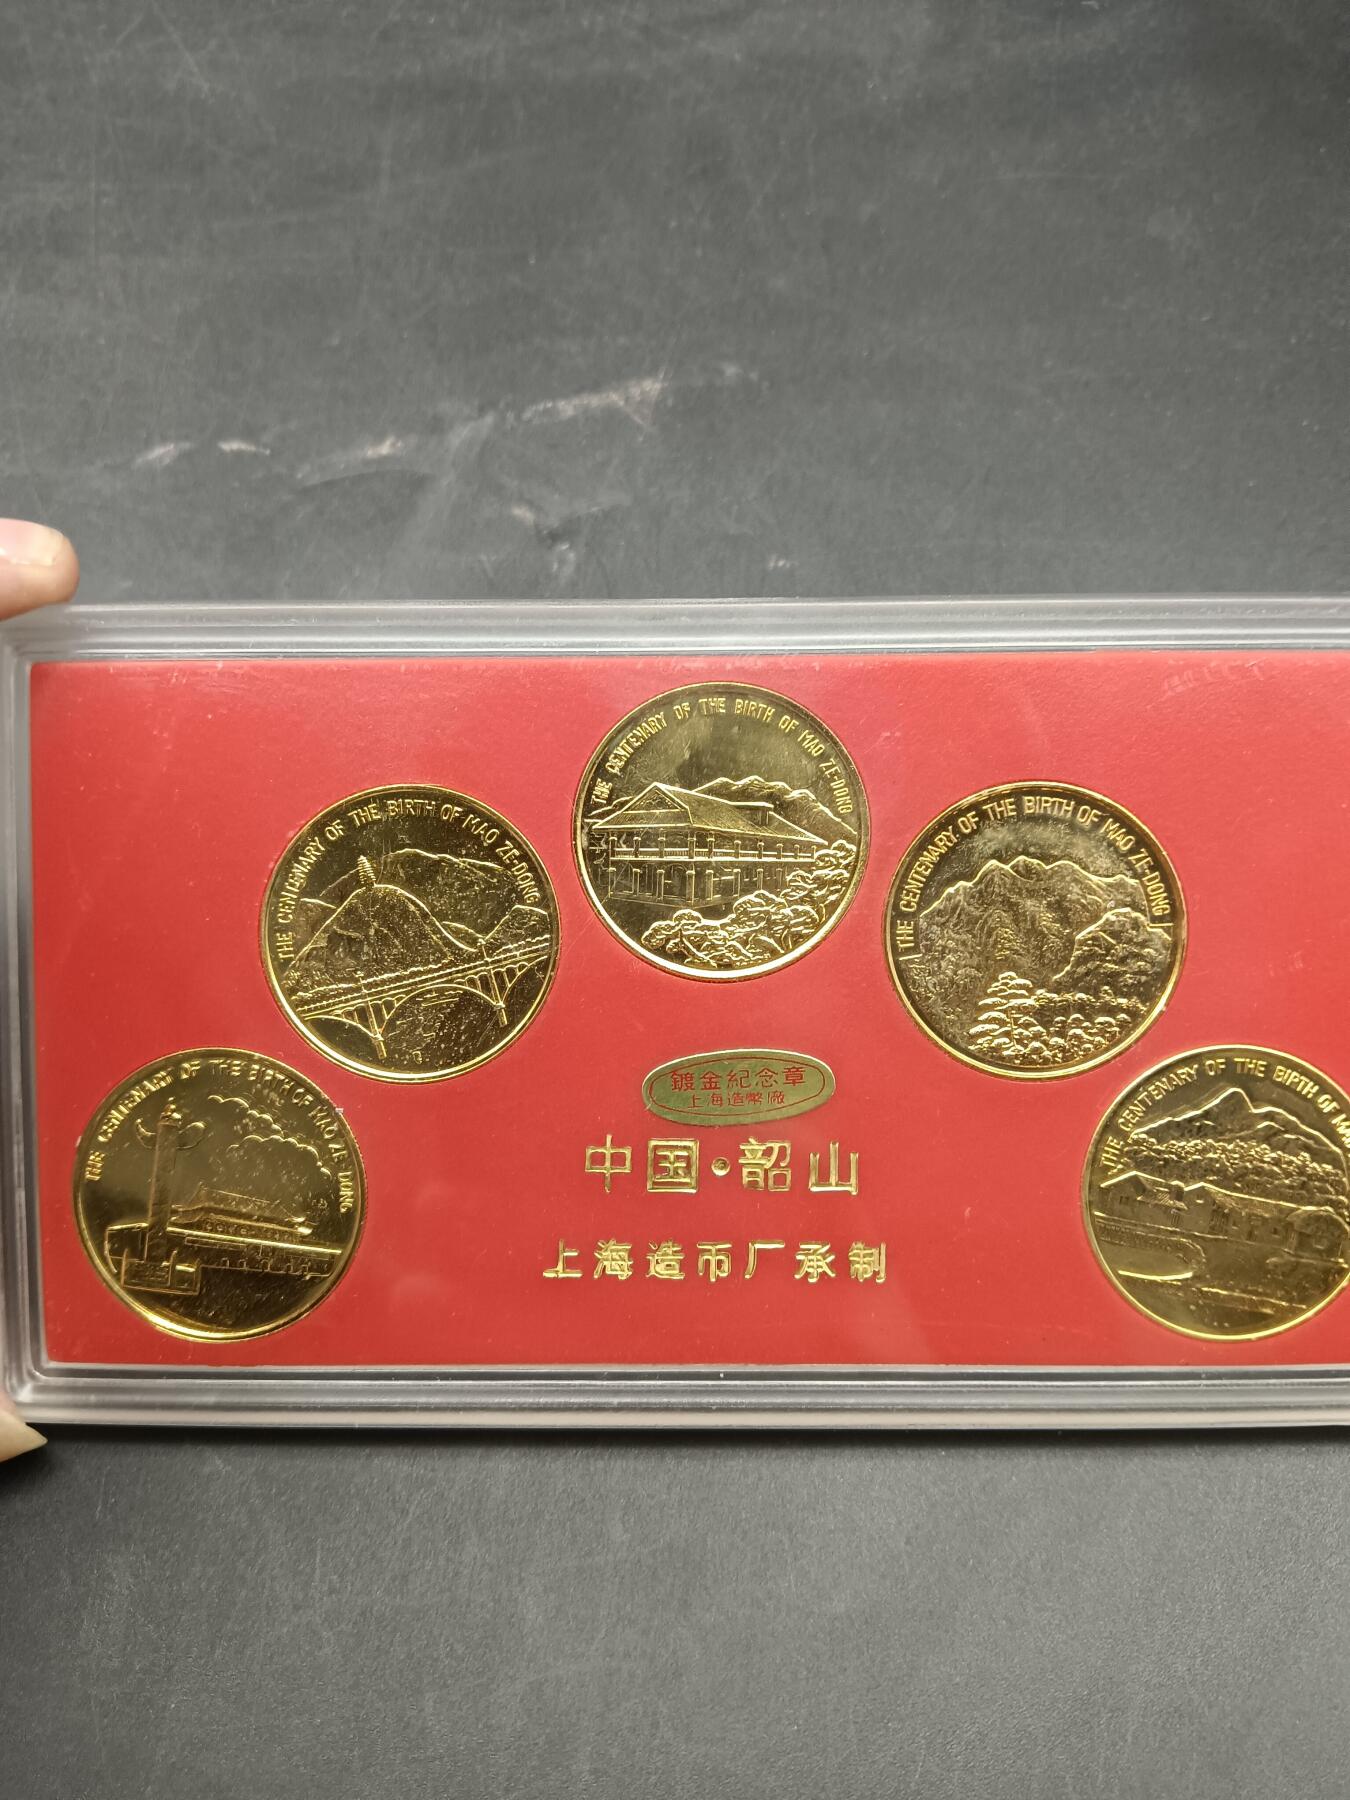 THE CENTENARY OF THE BIRTH OF MAO ZE-DONG
THE CENTENARY OF THE BIRTH OF MAO ZE-DONG
THE CENTENARY OF THE BIRTH OF MAO ZE-DONG
THE CENTENARY OF THE BIRTH OF MAO ZE DONG
THE CENTENARY OF THE BIRTH OF MA
鍍金紀念章
上海造幣廠
中国·韶山
上海造币厂承制